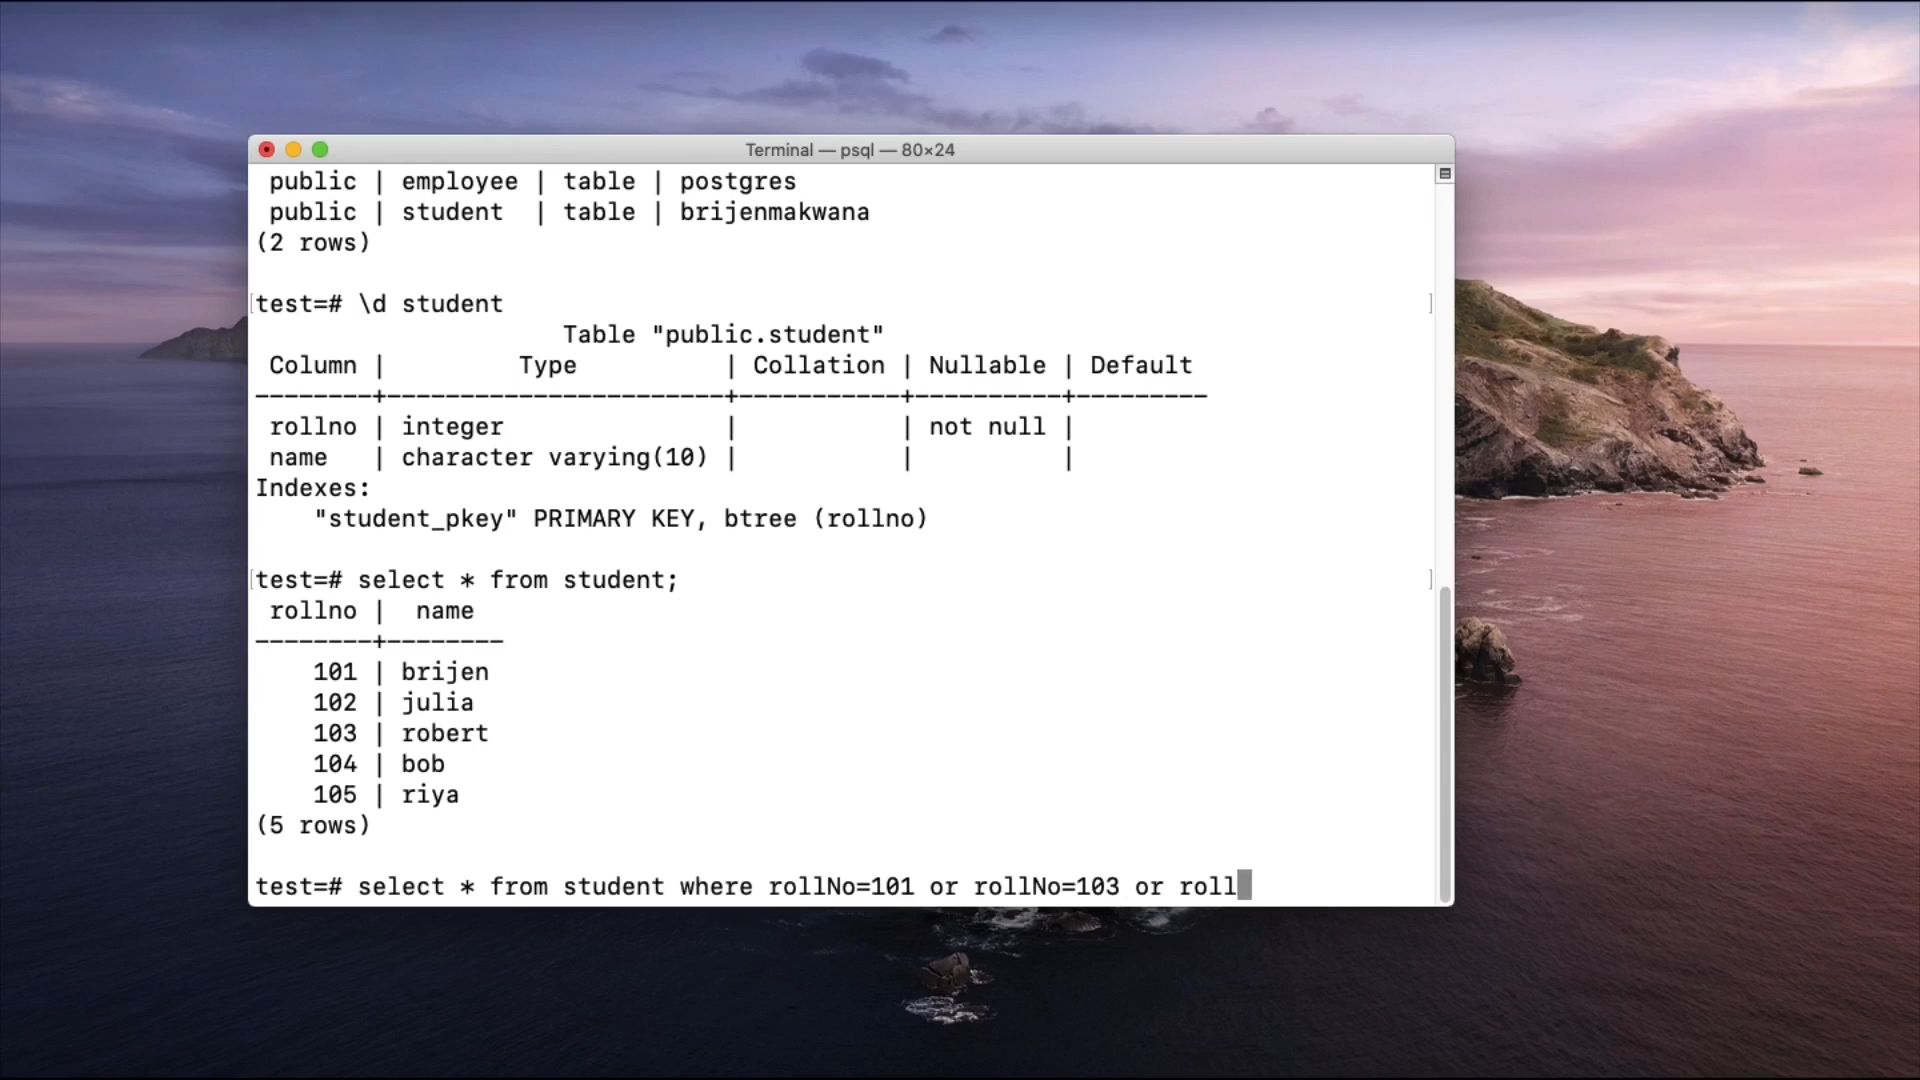 Terminal — psql — 80×24
public | employee | table | postgres
public | student  | table | brijenmakwana
(2 rows)
[test=# \d student ]
Table "public.student"
Column |         Type          | Collation | Nullable | Default
--------+-----------------------+-----------+----------+---------
rollno | integer               |           | not null |
name   | character varying(10) |           |          |
Indexes:
"student_pkey" PRIMARY KEY, btree (rollno)
[test=# select * from student; ]
rollno |  name
--------+--------
101 | brijen
102 | julia
103 | robert
104 | bob
105 | riya
(5 rows)
test=# select * from student where rollNo=101 or rollNo=103 or roll